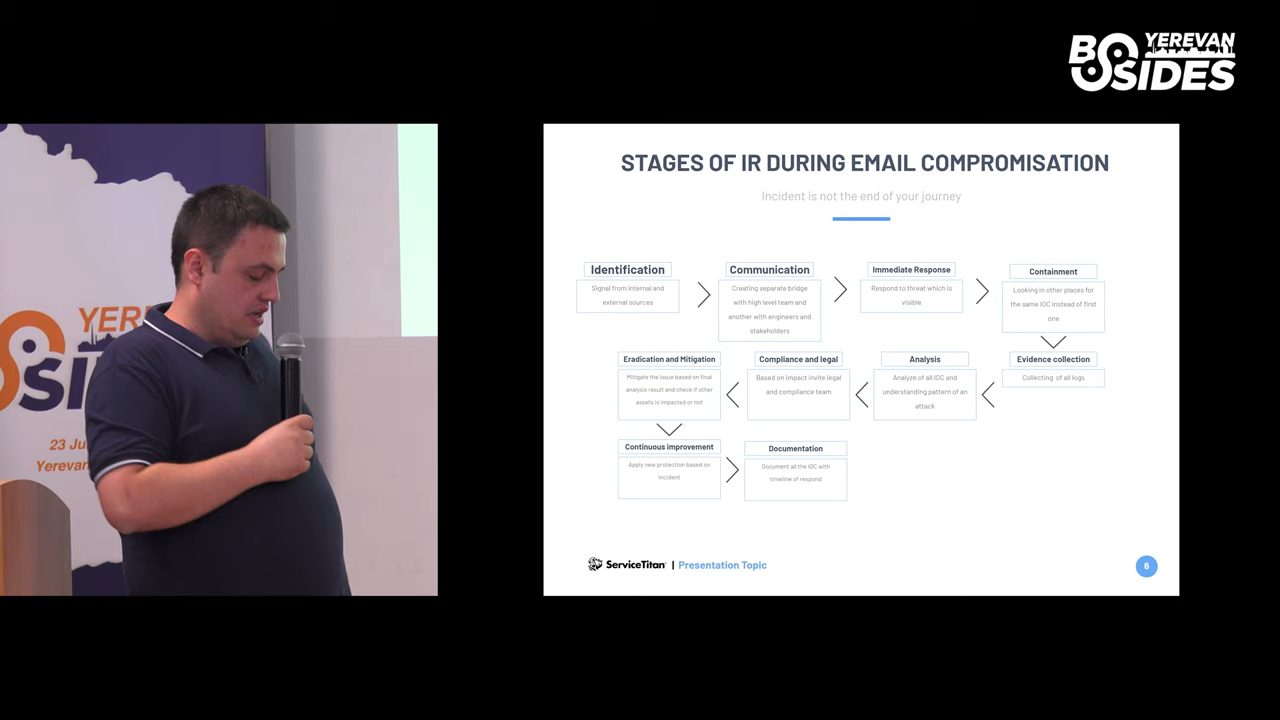 BSIDES YEREVAN
YER
SI
23 Ju
Yerevan
STAGES OF IR DURING EMAIL COMPROMISATION
Incident is not the end of your journey
Identification
Signal from internal and
external sources
Communication
Creating separate bridge
with high level team and
another with engineers and
stakeholders
Immediate Response
Respond to threat which is
visible
Containment
Looking in other places for
the same IOC instead of first
one
Evidence collection
Collecting of all logs
Analysis
Analyze of all IOC and
understanding pattern of an
attack
Compliance and legal
Based on impact invite legal
and compliance team
Eradication and Mitigation
Mitigate the issue based on final
analysis result and check if other
assets is impacted or not
Continuous improvement
Apply new protection based on
incident
Documentation
Document all the IOC with
timeline of respond
ServiceTitan | Presentation Topic
6